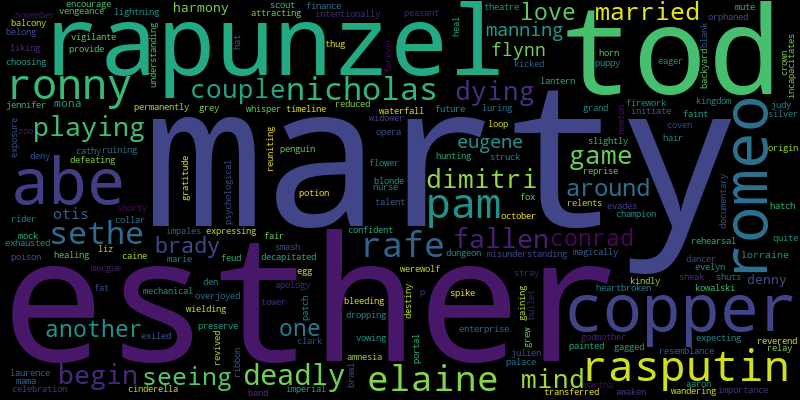 encourage
vengeance
balcony
belong
lightning
attracting
harmony
scout
finance
intentionally
peasant
theatre
love
married
mute
orphaned
rapunzel
tod
vigilante
provide
liking
choosing
understanding
hat
thug
forever
heal
manning
flynn
horn
puppy
kicked
eager
backyard
blank
crown
incapacitates
ronny
couple
nicholas
dying
lantern
jennifer
mona
permanently
grey
whisper
timeline
reduced
waterfall
future
luring
grand
firework
initiate
kingdom
faint
judy
silver
november
exposure
zoo
playing
widower
opera
loop
newton
coven
hair
marty
deny
cathy
ruining
defeating
penguin
hunting
struck
eugene
slightly
reprise
game
romeo
origin
gratitude
reuniting
flower
blonde
nurse
talent
dimitri
fox
relents
around
documentary
abe
psychological
potion
pam
october
evades
champion
hatch
shorty
rider
otis
collar
impales
expressing
fair
confident
rehearsal
quite
mock
exhausted
poison
sethe
brady
feud
smash
decapitated
rafe
fallen
conrad
dancer
evelyn
lorraine
healing
liz
caine
marie
dungeon
misunderstanding
magically
sneak
shuts
denny
morgue
den
egg
apology
werewolf
stray
kindly
kowalski
esther
fat
mechanical
overjoyed
tower
patch
bleeding
p
spike
heartbroken
copper
wielding
preserve
dropping
destiny
gaining
bullet
another
exiled
revived
clark
one
vowing
enterprise
grew
godmother
painted
expecting
reverend
gagged
resemblance
relay
laurence
mama
celebration
begin
cinderella
seeing
ribbon
band
deadly
imperial
amnesia
brawl
elaine
portal
julien
palace
mind
transferred
martha
aaron
awaken
wandering
importance
rasputin